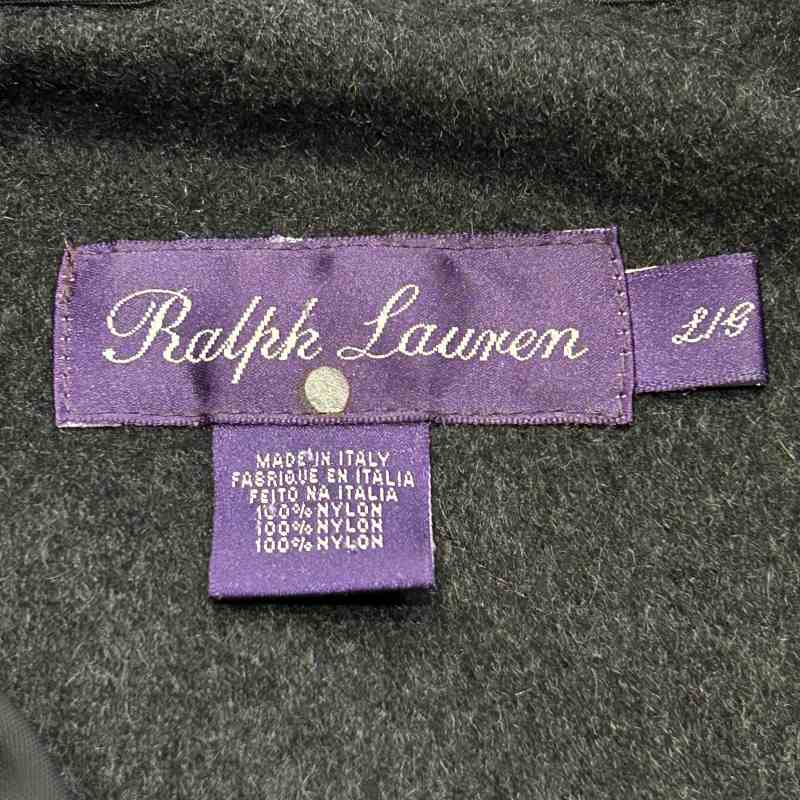 Ralph Lauren
L/G
MADE IN ITALY
FABRIQUE EN ITALIA
FEITO NA ITALIA
100% NYLON
100% NYLON
100% NYLON